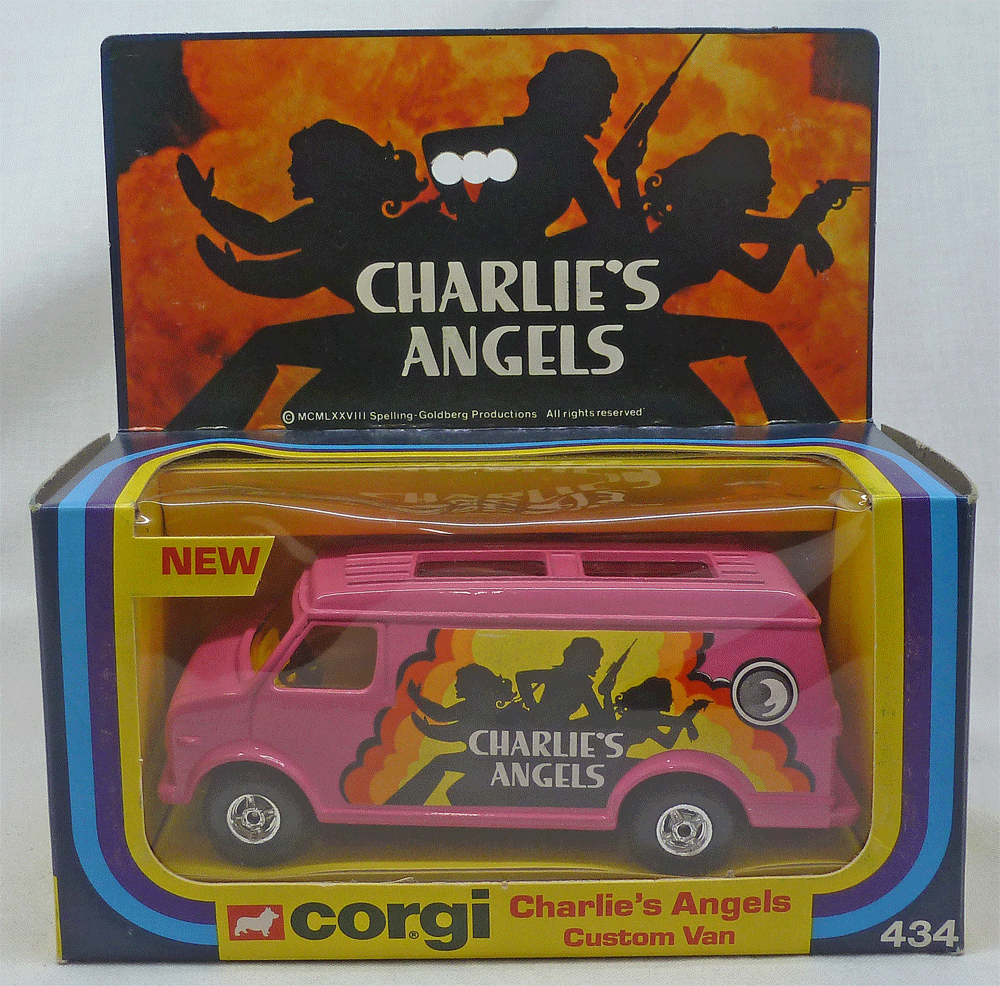 CHARLIE'S
ANGELS
© MCMLXXVIII Spelling-Goldberg Productions All rights reserved
NEW
CHARLIE'S
ANGELS
corgi®
Charlie's Angels
Custom Van
434